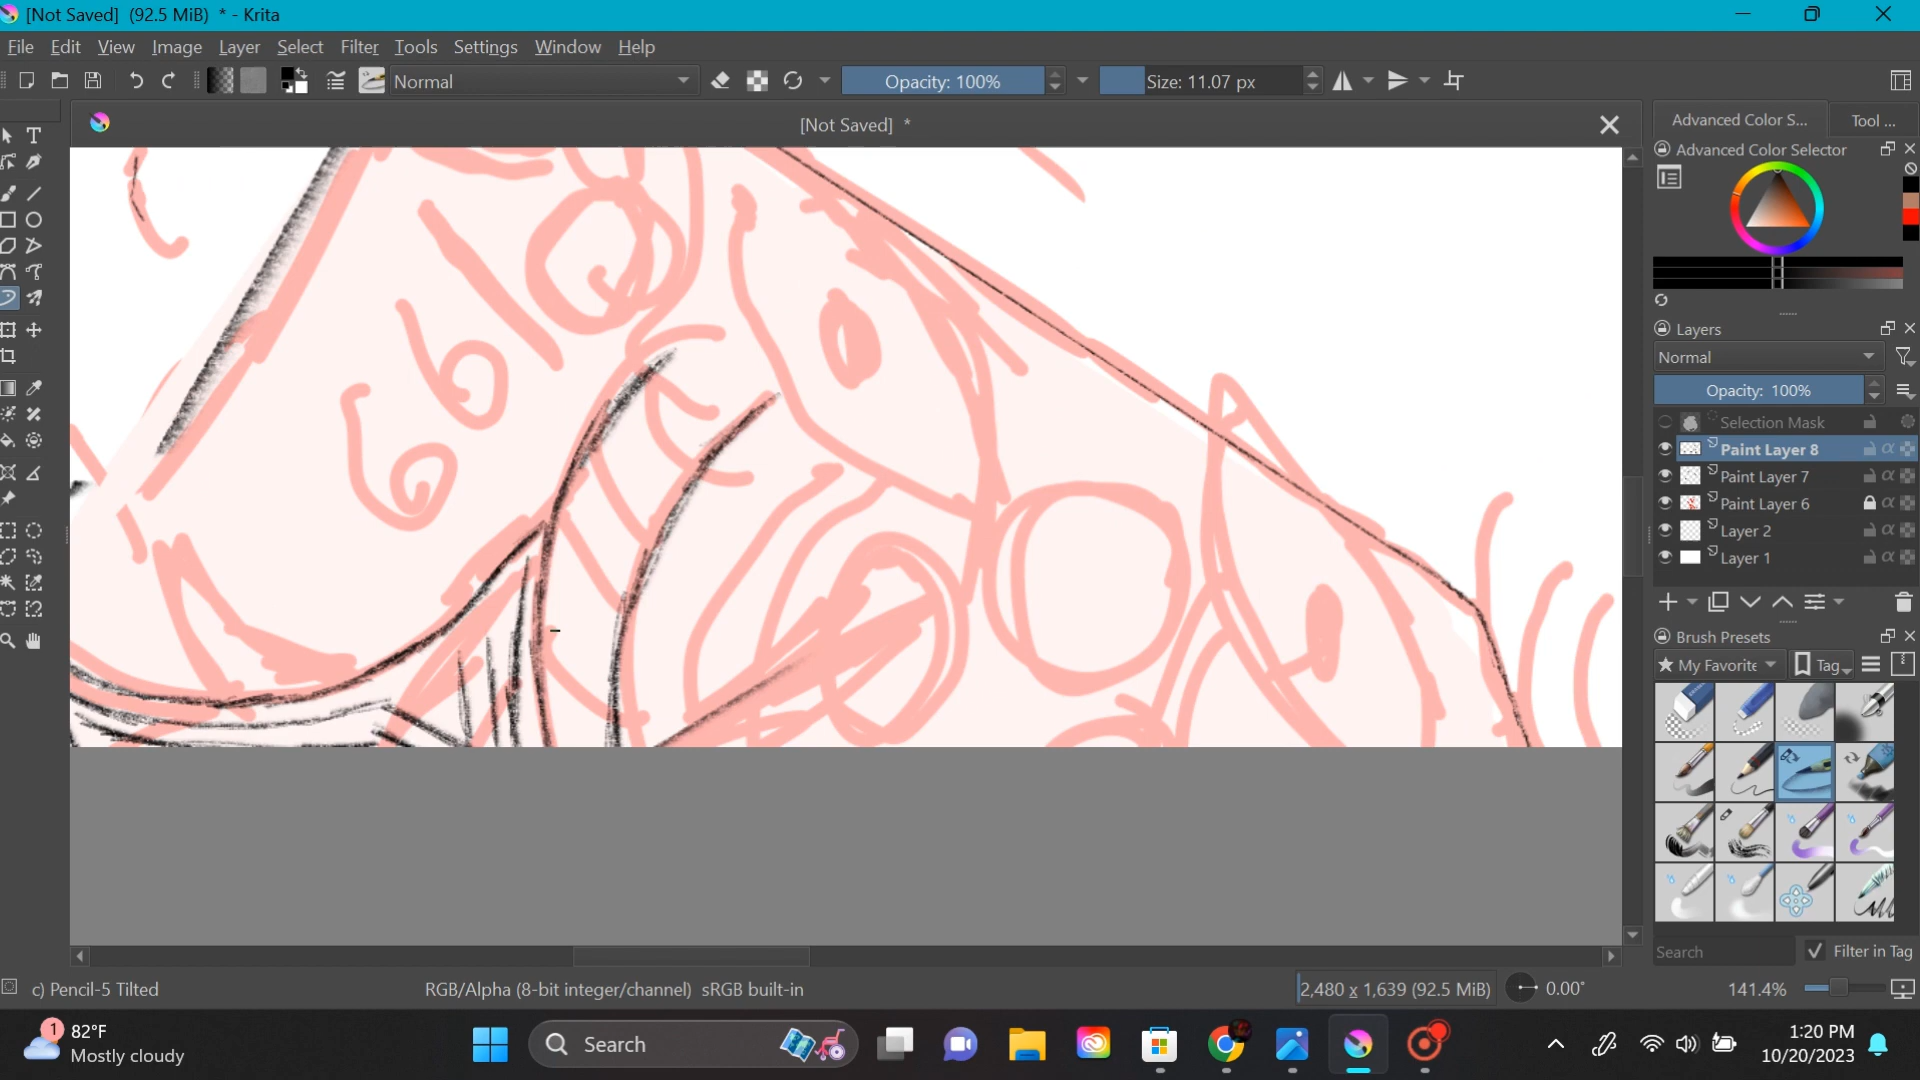 [Not Saved]  (92.5 MiB)  * - Krita
File Edit View Image Layer Select Filter Tools Settings Window Help
Normal Opacity: 100% Size: 11.07 px
[Not Saved]  *
Advanced Color S... Tool ...
Advanced Color Selector
Layers
Normal
Opacity: 100%
Selection Mask
Paint Layer 8
Paint Layer 7
Paint Layer 6
Layer 2
Layer 1
Brush Presets
My Favorite Tag
Search Filter in Tag
c) Pencil-5 Tilted RGB/Alpha (8-bit integer/channel)  sRGB built-in 2,480 x 1,639 (92.5 MiB) 0.00° 141.4%
1 82°F
Mostly cloudy
Search
1:20 PM
10/20/2023